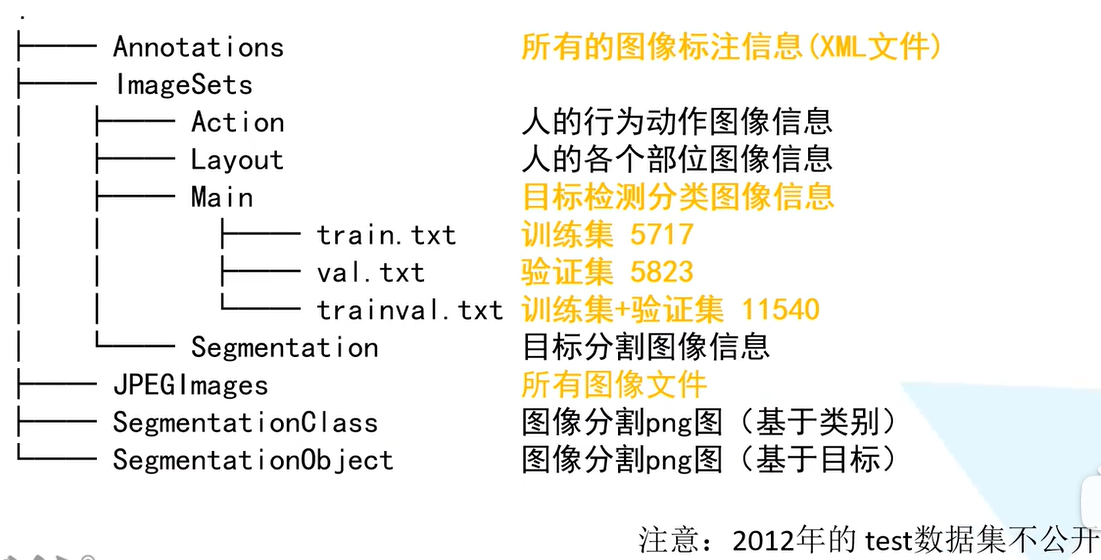 .
├── Annotations 所有的图像标注信息(XML文件)
├── ImageSets
│   ├── Action 人的行为动作图像信息
│   ├── Layout 人的各个部位图像信息
│   ├── Main 目标检测分类图像信息
│   │   ├── train.txt 训练集 5717
│   │   ├── val.txt 验证集 5823
│   │   └── trainval.txt 训练集+验证集 11540
│   └── Segmentation 目标分割图像信息
├── JPEGImages 所有图像文件
├── SegmentationClass 图像分割png图（基于类别）
└── SegmentationObject 图像分割png图（基于目标）
注意：2012年的 test数据集不公开